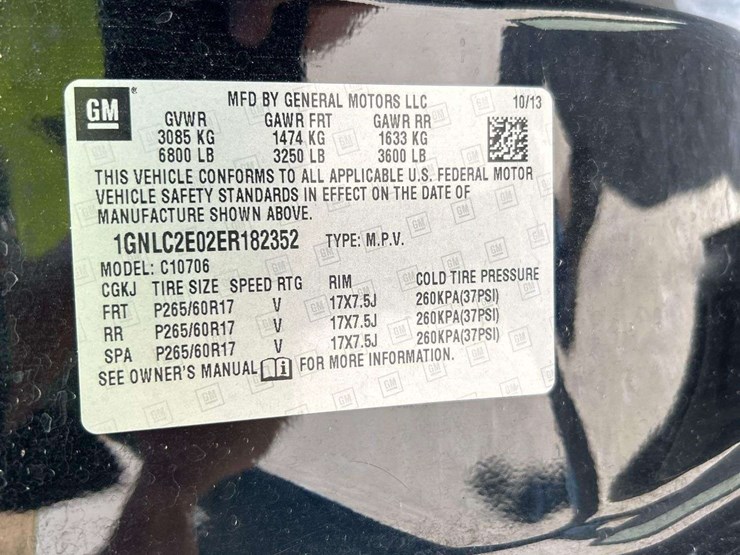 GM ®
MFD BY GENERAL MOTORS LLC 10/13
GVWR GAWR FRT GAWR RR
3085 KG 1474 KG 1633 KG
6800 LB 3250 LB 3600 LB
THIS VEHICLE CONFORMS TO ALL APPLICABLE U.S. FEDERAL MOTOR
VEHICLE SAFETY STANDARDS IN EFFECT ON THE DATE OF
MANUFACTURE SHOWN ABOVE.
1GNLC2E02ER182352 TYPE: M.P.V.
MODEL: C10706
CGKJ TIRE SIZE SPEED RTG RIM COLD TIRE PRESSURE
FRT P265/60R17 V 17X7.5J 260KPA(37PSI)
RR P265/60R17 V 17X7.5J 260KPA(37PSI)
SPA P265/60R17 V 17X7.5J 260KPA(37PSI)
SEE OWNER'S MANUAL i FOR MORE INFORMATION.